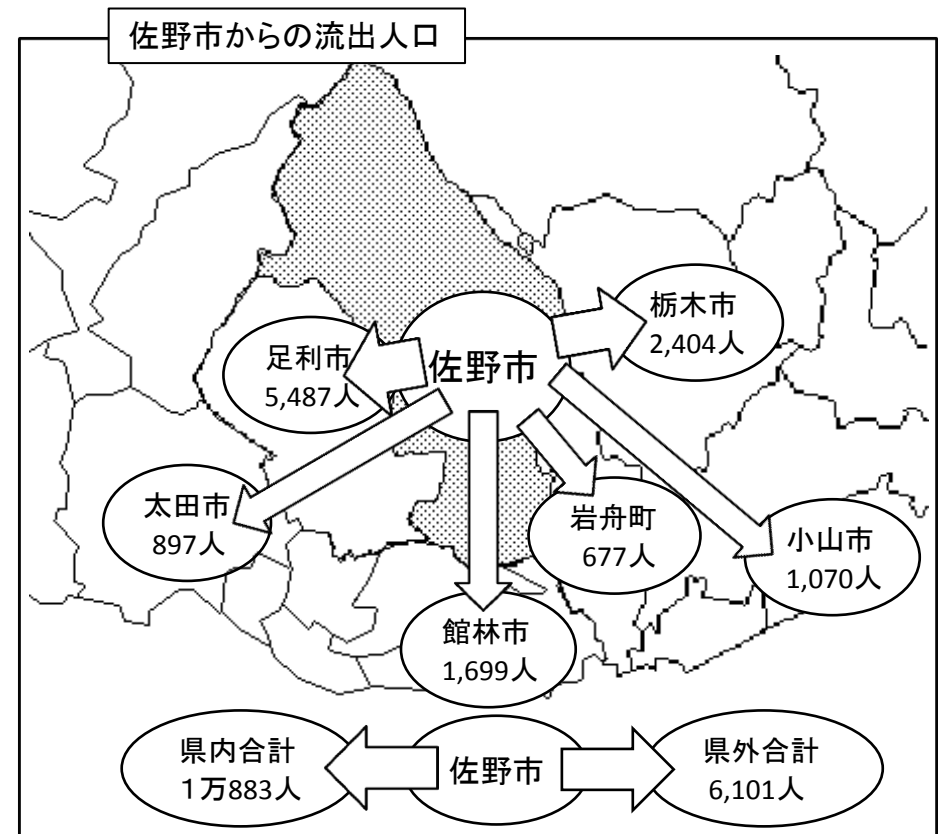 佐野市からの流出人口
栃木市
2,404人
足利市
5,487人
佐野市
太田市
897人
岩舟町
677人
小山市
1,070人
館林市
1,699人
県内合計
1万883人
佐野市
県外合計
6,101人